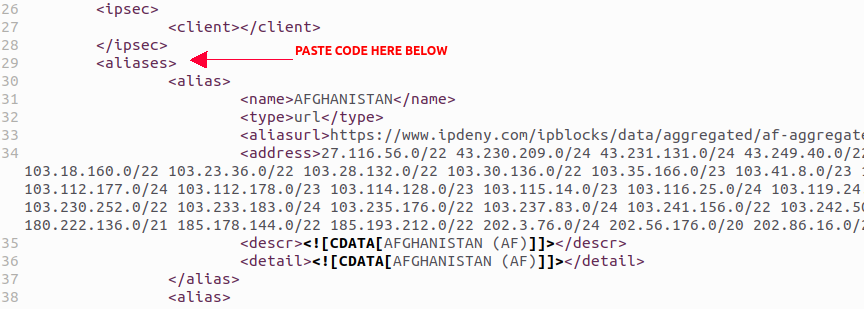 26 <ipsec>
27 <client></client>
28 </ipsec>
PASTE CODE HERE BELOW
29 <aliases>
30 <alias>
31 <name>AFGHANISTAN</name>
32 <type>url</type>
33 <aliasurl>https://www.ipdeny.com/ipblocks/data/aggregated/af-aggregate
34 <address>27.116.56.0/22 43.230.209.0/24 43.231.131.0/24 43.249.40.0/22
103.18.160.0/22 103.23.36.0/22 103.28.132.0/22 103.30.136.0/22 103.35.166.0/23 103.41.8.0/23 1
103.112.177.0/24 103.112.178.0/23 103.114.128.0/23 103.115.14.0/23 103.116.25.0/24 103.119.24
103.230.252.0/22 103.233.183.0/24 103.235.176.0/22 103.237.83.0/24 103.241.156.0/22 103.242.50
180.222.136.0/21 185.178.144.0/22 185.193.212.0/22 202.3.76.0/24 202.56.176.0/20 202.86.16.0/2
35 <descr><![CDATA[AFGHANISTAN (AF)]]></descr>
36 <detail><![CDATA[AFGHANISTAN (AF)]]></detail>
37 </alias>
38 <alias>